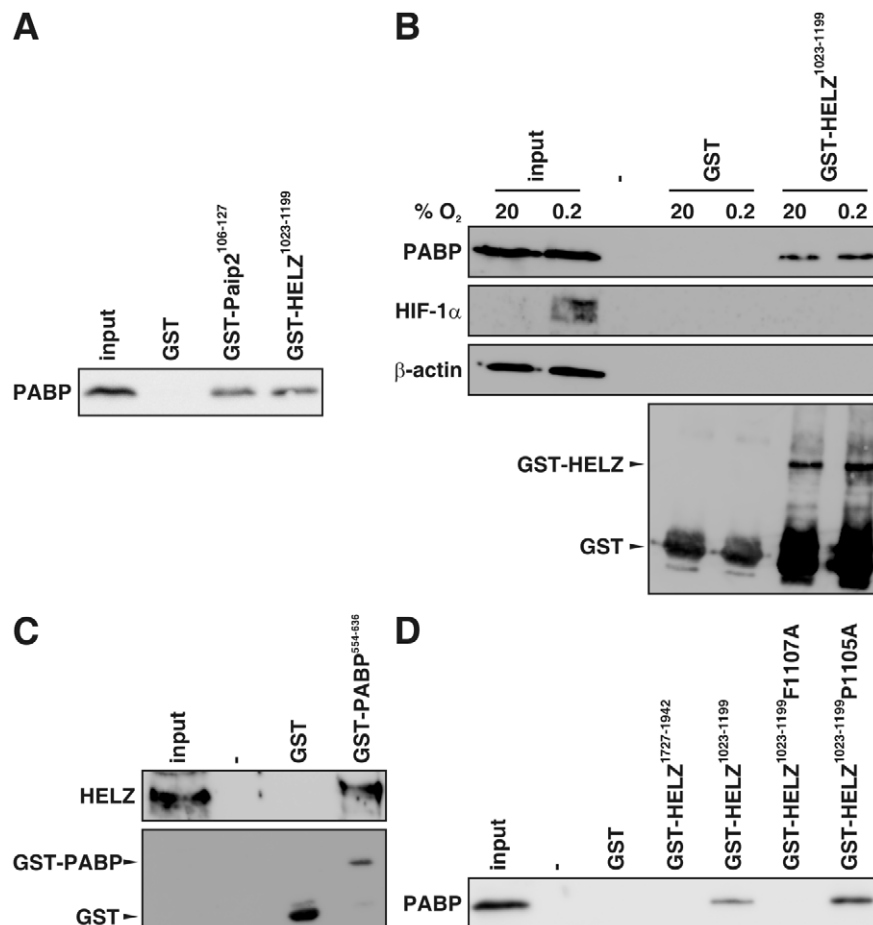 A
input
GST
GST-Paip2106-127
GST-HELZ1023-1199
PABP
B
input
-
GST
GST-HELZ1023-1199
% O2 20 0.2 20 0.2 20 0.2
PABP
HIF-1α
β-actin
GST-HELZ
GST
C
input
-
GST
GST-PABP554-636
HELZ
GST-PABP
GST
D
input
-
GST
GST-HELZ1727-1942
GST-HELZ1023-1199
GST-HELZ1023-1199F1107A
GST-HELZ1023-1199P1105A
PABP